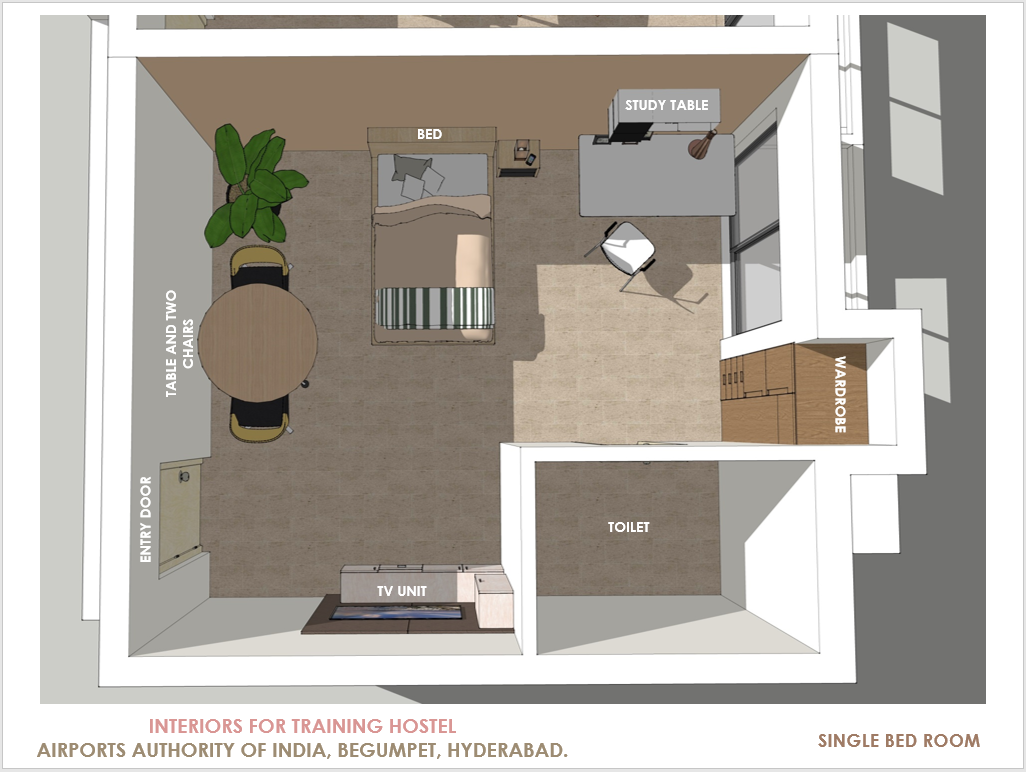 STUDY TABLE
BED
TABLE AND TWO
CHAIRS
WARDROBE
ENTRY DOOR
TOILET
TV UNIT
INTERIORS FOR TRAINING HOSTEL
AIRPORTS AUTHORITY OF INDIA, BEGUMPET, HYDERABAD.
SINGLE BED ROOM